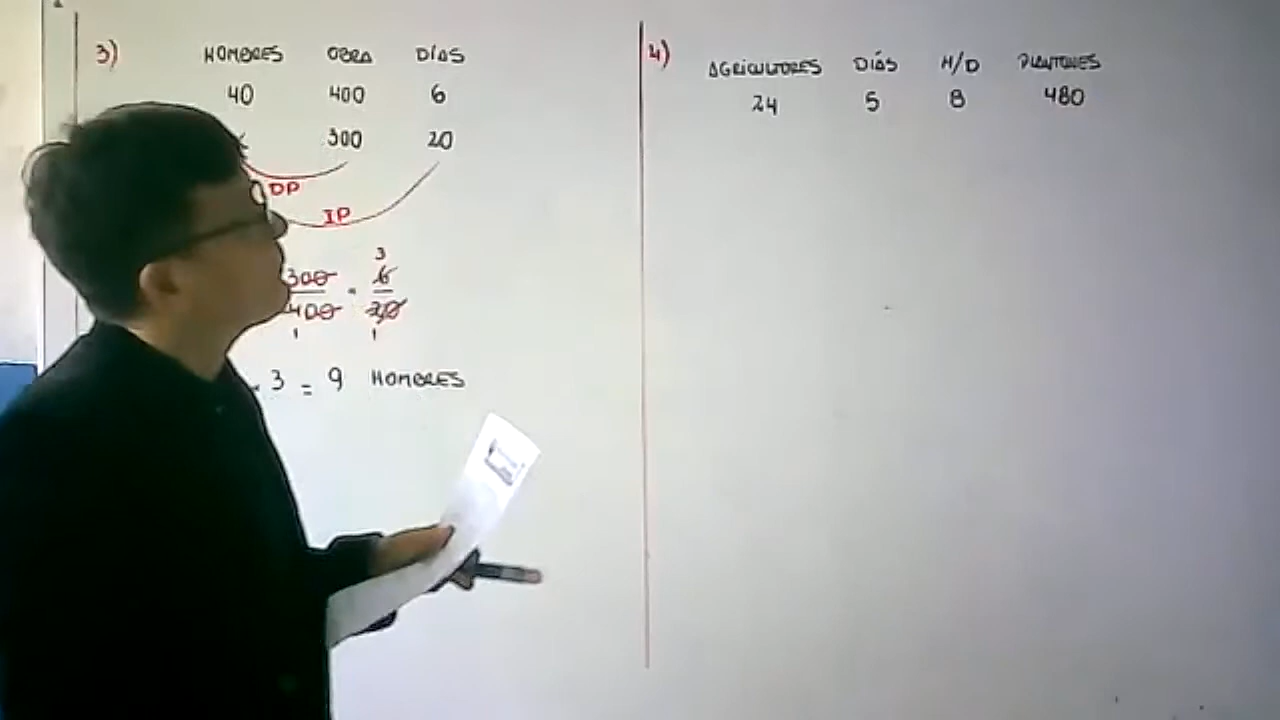 3) HOMBRES OBRA DÍAS
40 400 6
300 20
DP
IP
3
300 . 6
400 20
1 1
. 3 = 9 HOMBRES
4) AGRICULTORES DÍAS H/D PLANTONES
24 5 8 480